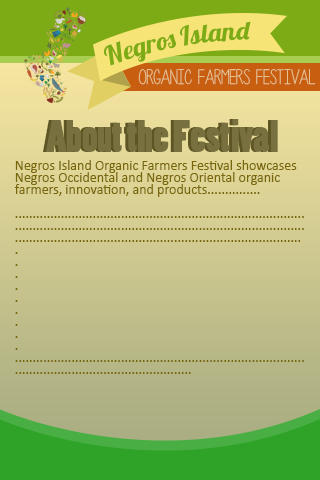 Negros Island
ORGANIC FARMERS FESTIVAL
About the Festival
Negros Island Organic Farmers Festival showcases
Negros Occidental and Negros Oriental organic
farmers, innovation, and products...............
..................................................................................
..................................................................................
.................................................................................
.
.
.
.
.
.
.
.
.
..................................................................................
..................................................